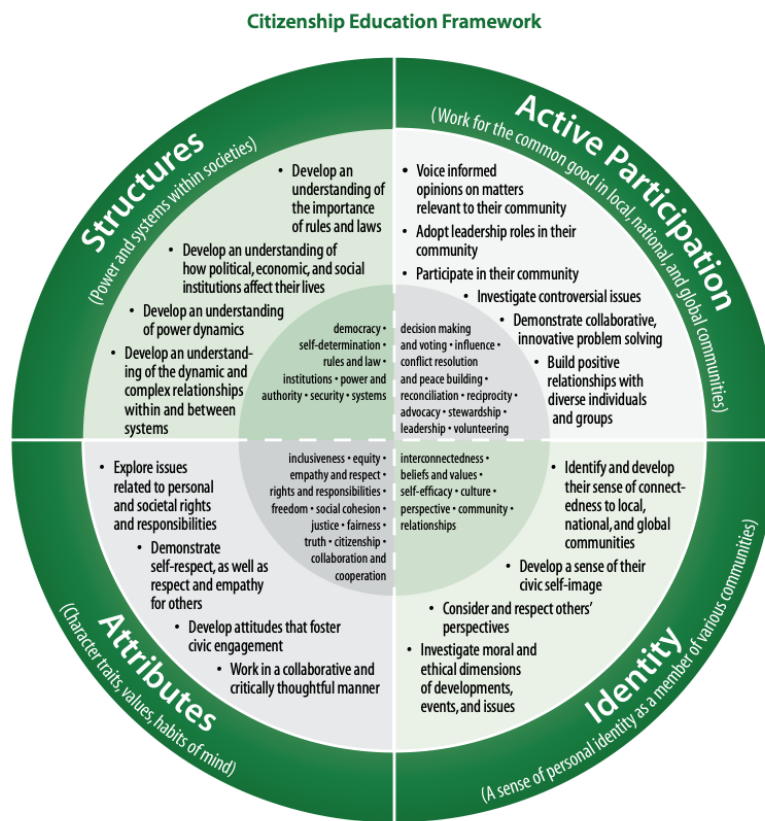 Citizenship Education Framework
Structures
(Power and systems within societies)
• Develop an
understanding of
the importance
of rules and laws
• Develop an understanding of
how political, economic, and social
institutions affect their lives
• Develop an understanding
of power dynamics
• Develop an understand-
ing of the dynamic and
complex relationships
within and between
systems
democracy •
self-determination •
rules and law •
institutions • power and
authority • security • systems
Active Participation
(Work for the common good in local, national, and global communities)
• Voice informed
opinions on matters
relevant to their community
• Adopt leadership roles in their
community
• Participate in their community
• Investigate controversial issues
• Demonstrate collaborative,
innovative problem solving
• Build positive
relationships with
diverse individuals
and groups
decision making
and voting • influence •
conflict resolution
and peace building •
reconciliation • reciprocity •
advocacy • stewardship •
leadership • volunteering
Attributes
(Character traits, values, habits of mind)
• Explore issues
related to personal
and societal rights
and responsibilities
• Demonstrate
self-respect, as well as
respect and empathy
for others
• Develop attitudes that foster
civic engagement
• Work in a collaborative and
critically thoughtful manner
inclusiveness • equity •
empathy and respect •
rights and responsibilities •
freedom • social cohesion •
justice • fairness •
truth • citizenship •
collaboration and
cooperation
Identity
(A sense of personal identity as a member of various communities)
• Identify and develop
their sense of connect-
edness to local,
national, and global
communities
• Develop a sense of their
civic self-image
• Consider and respect others’
perspectives
• Investigate moral and
ethical dimensions
of developments,
events, and issues
interconnectedness •
beliefs and values •
self-efficacy • culture •
perspective • community •
relationships